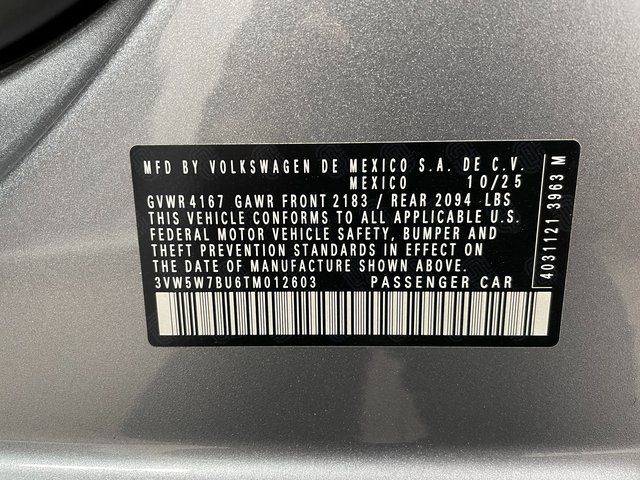 MFD BY VOLKSWAGEN DE MEXICO S.A. DE C.V.
MEXICO 10/25
GVWR 4167 GAWR FRONT 2183 / REAR 2094 LBS
THIS VEHICLE CONFORMS TO ALL APPLICABLE U.S.
FEDERAL MOTOR VEHICLE SAFETY, BUMPER AND
THEFT PREVENTION STANDARDS IN EFFECT ON
THE DATE OF MANUFACTURE SHOWN ABOVE.
3VW5W7BU6TM012603 PASSENGER CAR
4031121 3963 M